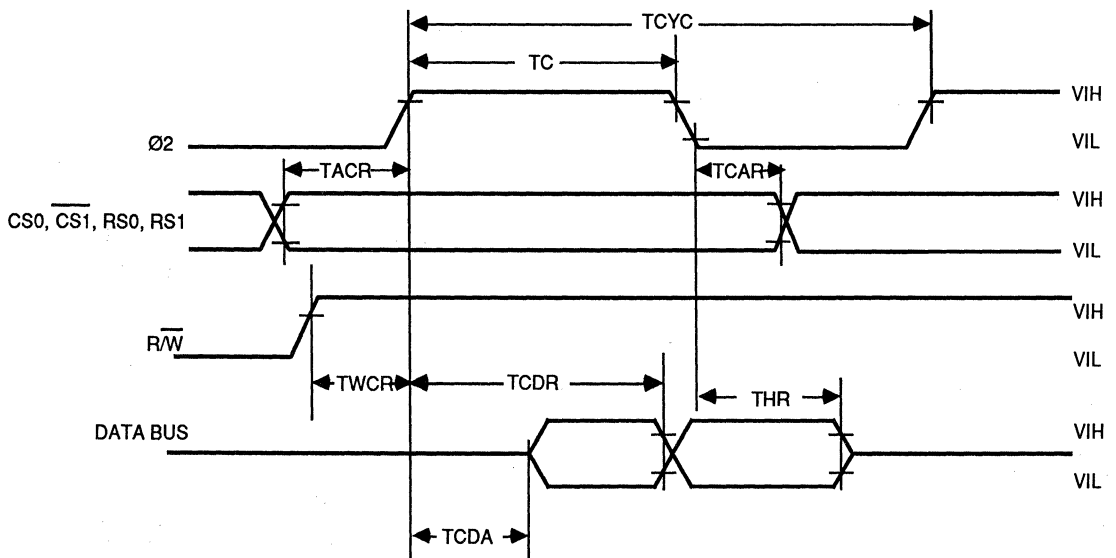 TCYC
TC
VIH
Ø2
VIL
TACR
TCAR
VIH
CS0, C̅S̅1̅, RS0, RS1
VIL
VIH
R/W̅
VIL
TWCR
TCDR
THR
DATA BUS
VIH
VIL
TCDA